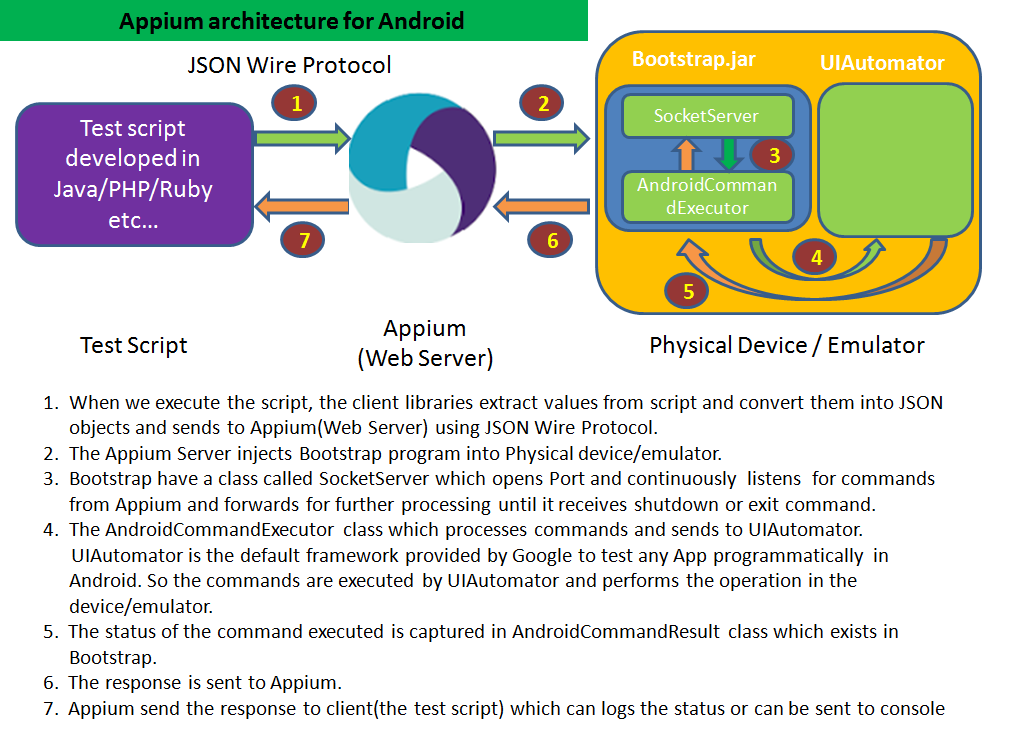 Appium architecture for Android
JSON Wire Protocol
Bootstrap.jar
UIAutomator
1
2
Test script
developed in
Java/PHP/Ruby
etc...
SocketServer
3
AndroidComman
dExecutor
7
6
4
5
Test Script
Appium
(Web Server)
Physical Device / Emulator
1. When we execute the script, the client libraries extract values from script and convert them into JSON
objects and sends to Appium(Web Server) using JSON Wire Protocol.
2. The Appium Server injects Bootstrap program into Physical device/emulator.
3. Bootstrap have a class called SocketServer which opens Port and continuously listens for commands
from Appium and forwards for further processing until it receives shutdown or exit command.
4. The AndroidCommandExecutor class which processes commands and sends to UIAutomator.
UIAutomator is the default framework provided by Google to test any App programmatically in
Android. So the commands are executed by UIAutomator and performs the operation in the
device/emulator.
5. The status of the command executed is captured in AndroidCommandResult class which exists in
Bootstrap.
6. The response is sent to Appium.
7. Appium send the response to client(the test script) which can logs the status or can be sent to console